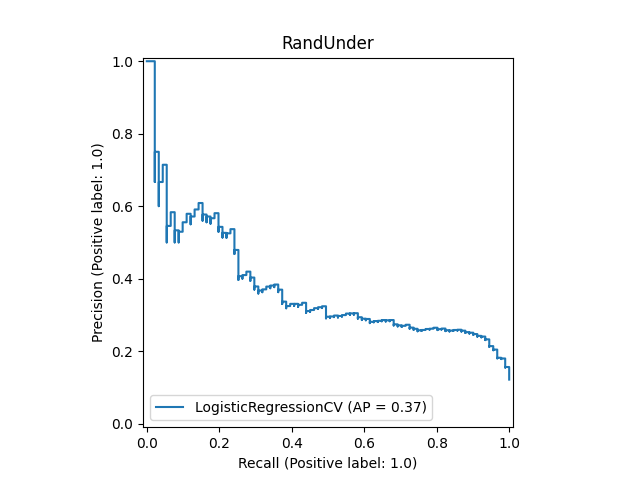 RandUnder
1.0
0.8
0.6
0.4
0.2
0.0
Precision (Positive label: 1.0)
LogisticRegressionCV (AP = 0.37)
0.0 0.2 0.4 0.6 0.8 1.0
Recall (Positive label: 1.0)